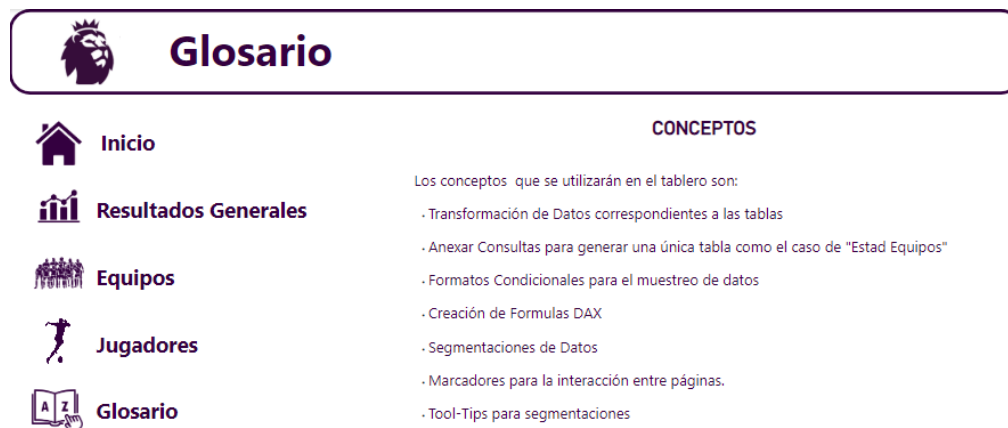 Glosario
Inicio
Resultados Generales
Equipos
Jugadores
A Z
Glosario
CONCEPTOS
Los conceptos que se utilizarán en el tablero son:
· Transformación de Datos correspondientes a las tablas
· Anexar Consultas para generar una única tabla como el caso de "Estad Equipos"
· Formatos Condicionales para el muestreo de datos
· Creación de Formulas DAX
· Segmentaciones de Datos
· Marcadores para la interacción entre páginas.
· Tool-Tips para segmentaciones